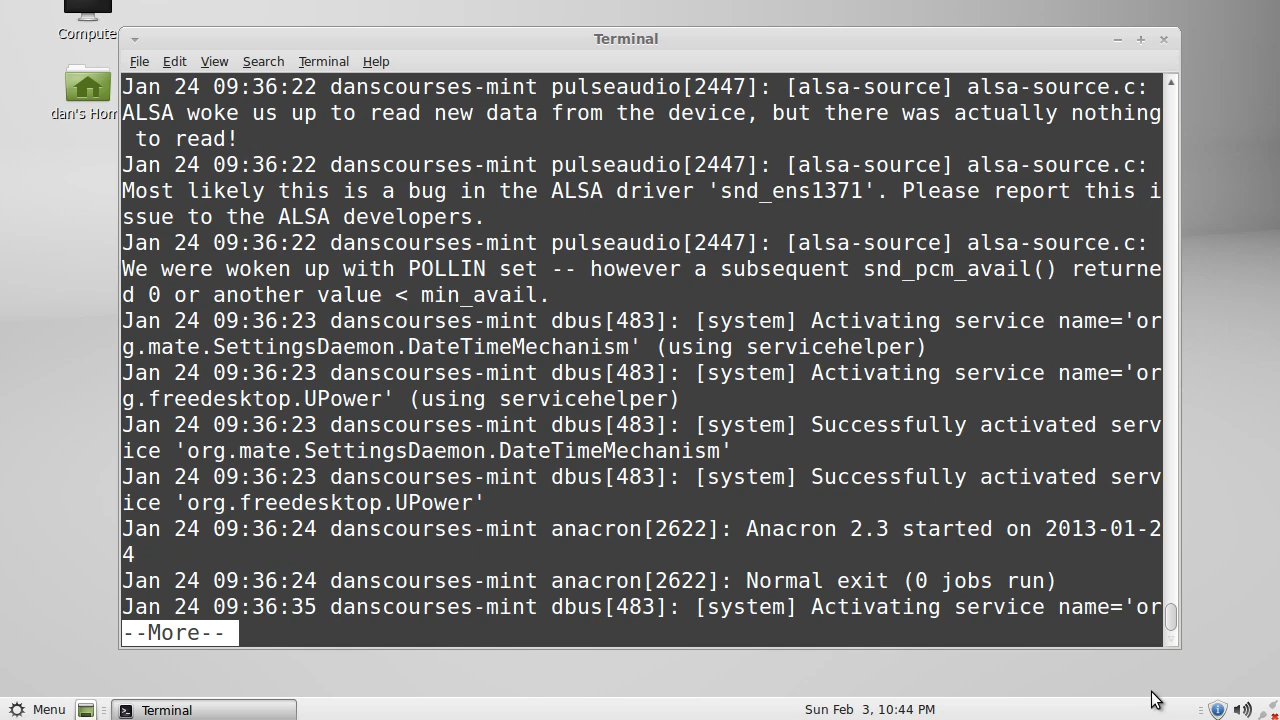 Compute
dan's Hom
Terminal
File Edit View Search Terminal Help
Jan 24 09:36:22 danscourses-mint pulseaudio[2447]: [alsa-source] alsa-source.c:
ALSA woke us up to read new data from the device, but there was actually nothing
 to read!
Jan 24 09:36:22 danscourses-mint pulseaudio[2447]: [alsa-source] alsa-source.c:
Most likely this is a bug in the ALSA driver 'snd_ens1371'. Please report this i
ssue to the ALSA developers.
Jan 24 09:36:22 danscourses-mint pulseaudio[2447]: [alsa-source] alsa-source.c:
We were woken up with POLLIN set -- however a subsequent snd_pcm_avail() returne
d 0 or another value < min_avail.
Jan 24 09:36:23 danscourses-mint dbus[483]: [system] Activating service name='or
g.mate.SettingsDaemon.DateTimeMechanism' (using servicehelper)
Jan 24 09:36:23 danscourses-mint dbus[483]: [system] Activating service name='or
g.freedesktop.UPower' (using servicehelper)
Jan 24 09:36:23 danscourses-mint dbus[483]: [system] Successfully activated serv
ice 'org.mate.SettingsDaemon.DateTimeMechanism'
Jan 24 09:36:23 danscourses-mint dbus[483]: [system] Successfully activated serv
ice 'org.freedesktop.UPower'
Jan 24 09:36:24 danscourses-mint anacron[2622]: Anacron 2.3 started on 2013-01-2
4
Jan 24 09:36:24 danscourses-mint anacron[2622]: Normal exit (0 jobs run)
Jan 24 09:36:35 danscourses-mint dbus[483]: [system] Activating service name='or
--More--
Menu Terminal Sun Feb 3, 10:44 PM